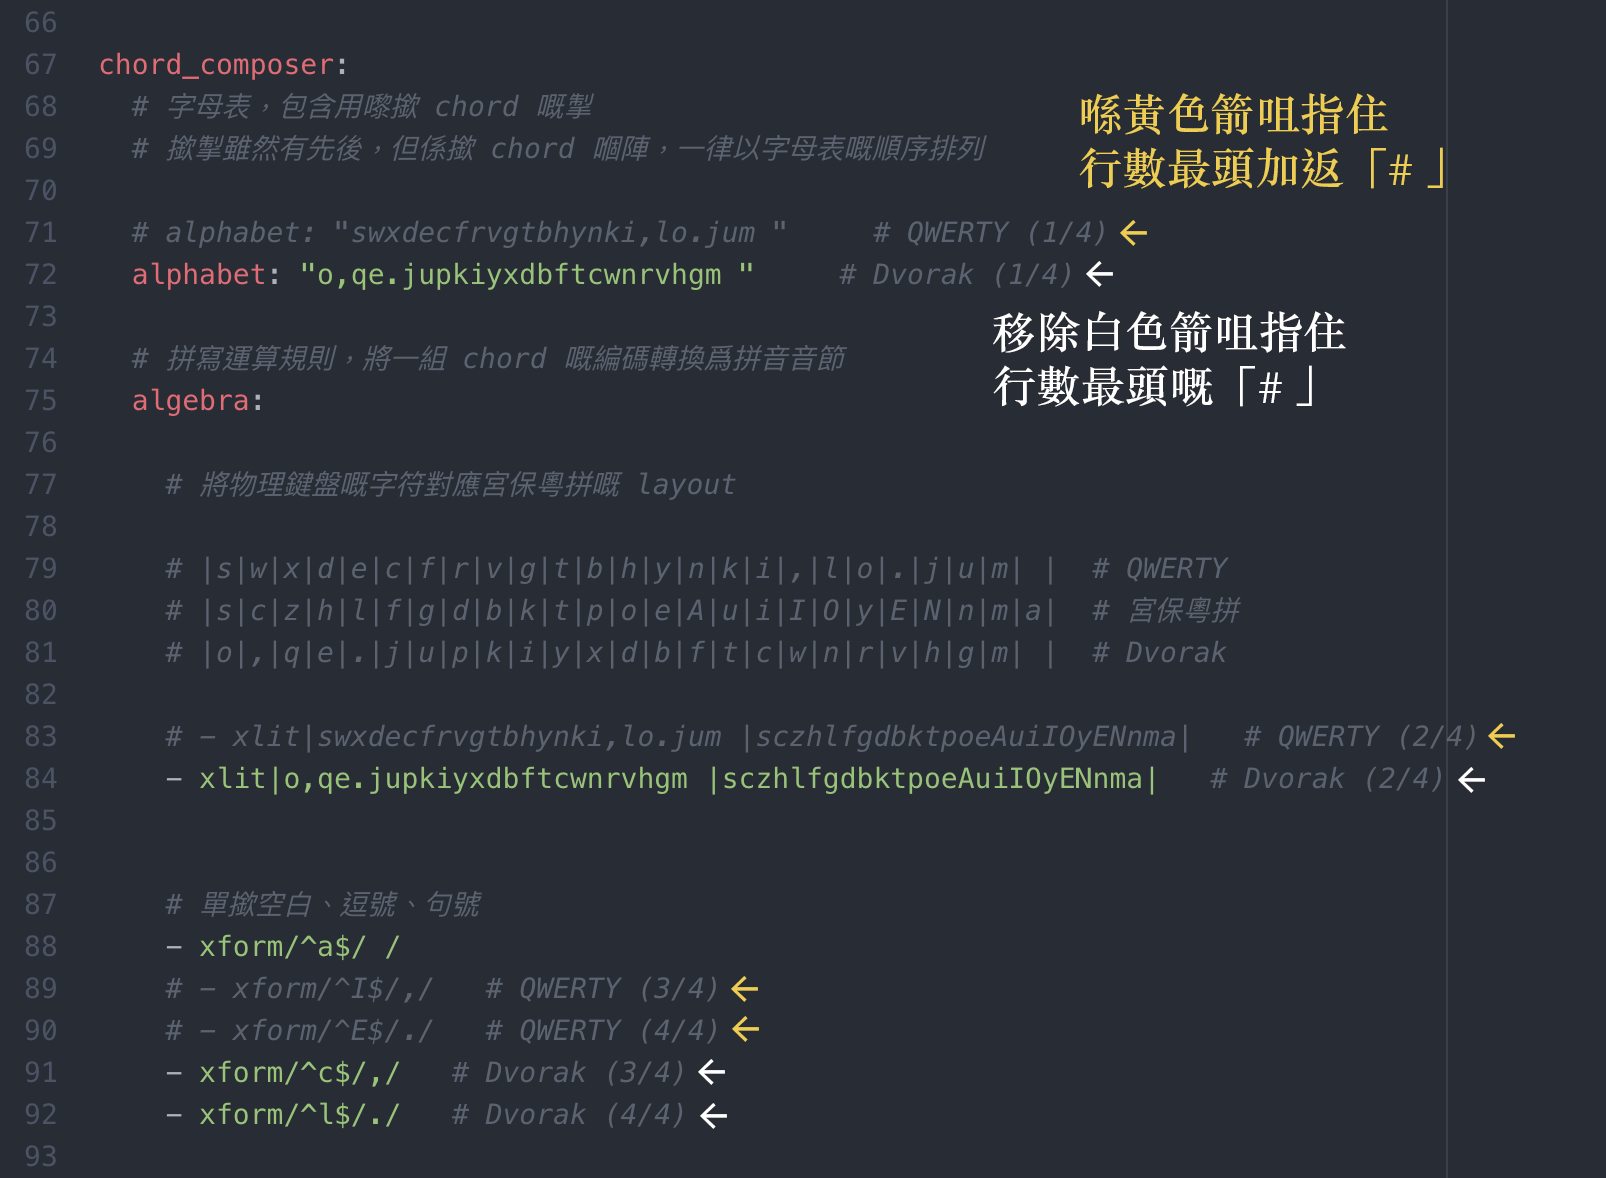 66
67 chord_composer:
68 # 字母表，包含用嚟撳 chord 嘅掣
69 # 撳掣雖然有先後，但係撳 chord 嗰陣，一律以字母表嘅順序排列
喺黃色箭咀指住
行數最頭加返「# 」
70
71 # alphabet: "swxdecfrvgtbhynki,lo.jum " # QWERTY (1/4) ←
72 alphabet: "o,qe.jupkiyxdbftcwnrvhgm " # Dvorak (1/4) ←
移除白色箭咀指住
行數最頭嘅「# 」
73
74 # 拼寫運算規則，將一組 chord 嘅編碼轉換爲拼音音節
75 algebra:
76
77 # 將物理鍵盤嘅字符對應宮保粵拼嘅 layout
78
79 # |s|w|x|d|e|c|f|r|v|g|t|b|h|y|n|k|i|,|l|o|.|j|u|m| | # QWERTY
80 # |s|c|z|h|l|f|g|d|b|k|t|p|o|e|A|u|i|I|O|y|E|N|n|m|a| # 宮保粵拼
81 # |o|,|q|e|.|j|u|p|k|i|y|x|d|b|f|t|c|w|n|r|v|h|g|m| | # Dvorak
82
83 # - xlit|swxdecfrvgtbhynki,lo.jum |sczhlfgdbktpoeAuiIOyENnma| # QWERTY (2/4) ←
84 - xlit|o,qe.jupkiyxdbftcwnrvhgm |sczhlfgdbktpoeAuiIOyENnma| # Dvorak (2/4) ←
85
86
87 # 單撳空白、逗號、句號
88 - xform/^a$/ /
89 # - xform/^I$/,/ # QWERTY (3/4) ←
90 # - xform/^E$/./ # QWERTY (4/4) ←
91 - xform/^c$/,/ # Dvorak (3/4) ←
92 - xform/^l$/./ # Dvorak (4/4) ←
93